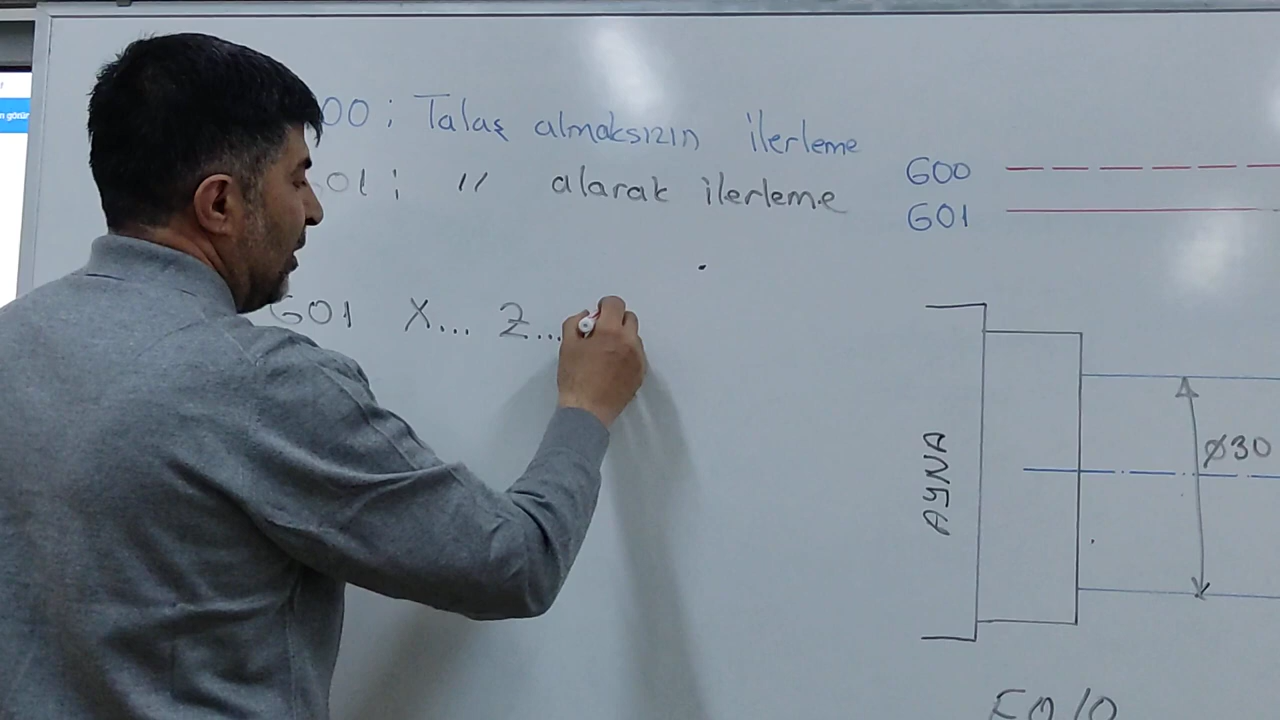 00 ; Talaş almaksızın ilerleme
01 ; " alarak ilerleme
G01 X... Z...
G00
G01
AYNA
Ø30